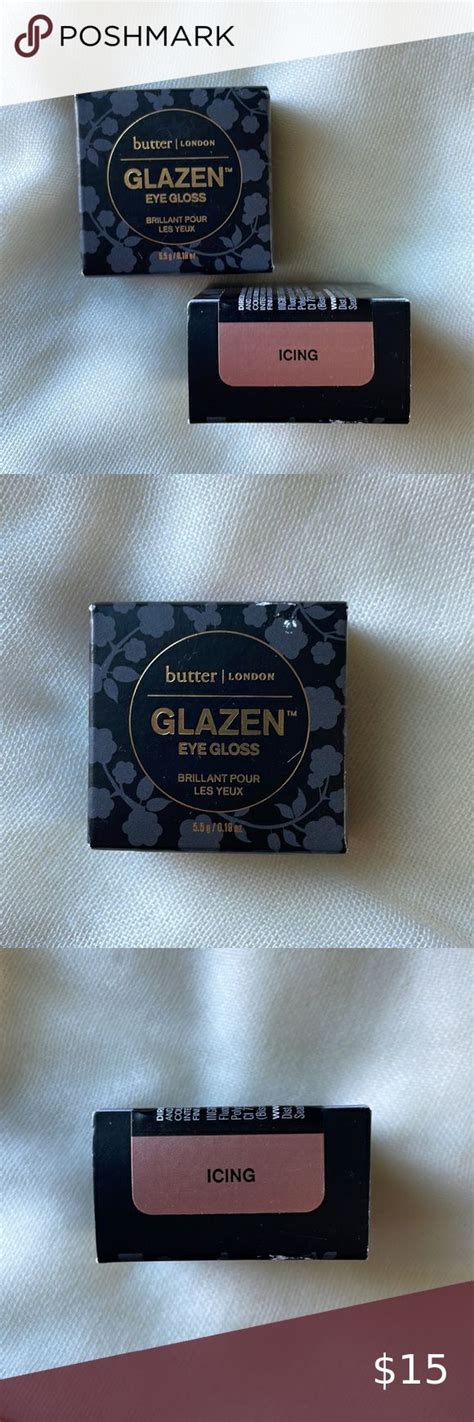 POSHMARK
butter | LONDON
GLAZEN™
EYE GLOSS
BRILLANT POUR
LES YEUX
5.5 g / 0.18 oz
ICING
butter | LONDON
GLAZEN™
EYE GLOSS
BRILLANT POUR
LES YEUX
5.5 g / 0.18 oz
ICING
$15